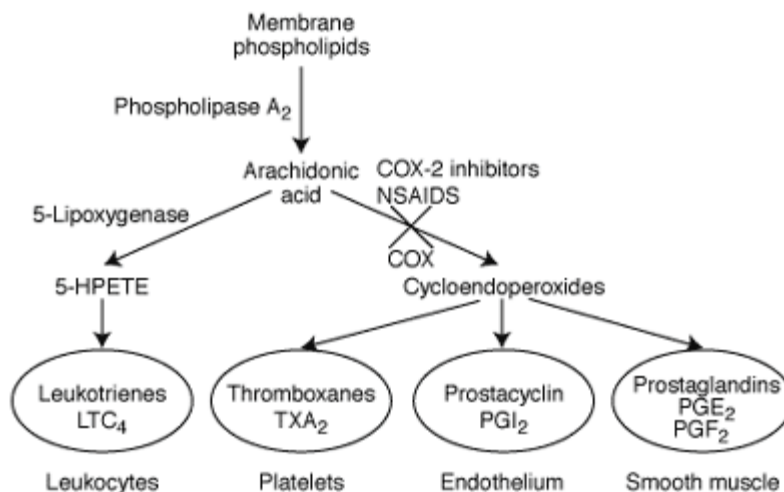 Membrane
phospholipids
Phospholipase A₂
Arachidonic
acid
COX-2 inhibitors
NSAIDS
5-Lipoxygenase
COX
5-HPETE
Cycloendoperoxides
Leukotrienes
LTC₄
Thromboxanes
TXA₂
Prostacyclin
PGI₂
Prostaglandins
PGE₂
PGF₂
Leukocytes
Platelets
Endothelium
Smooth muscle